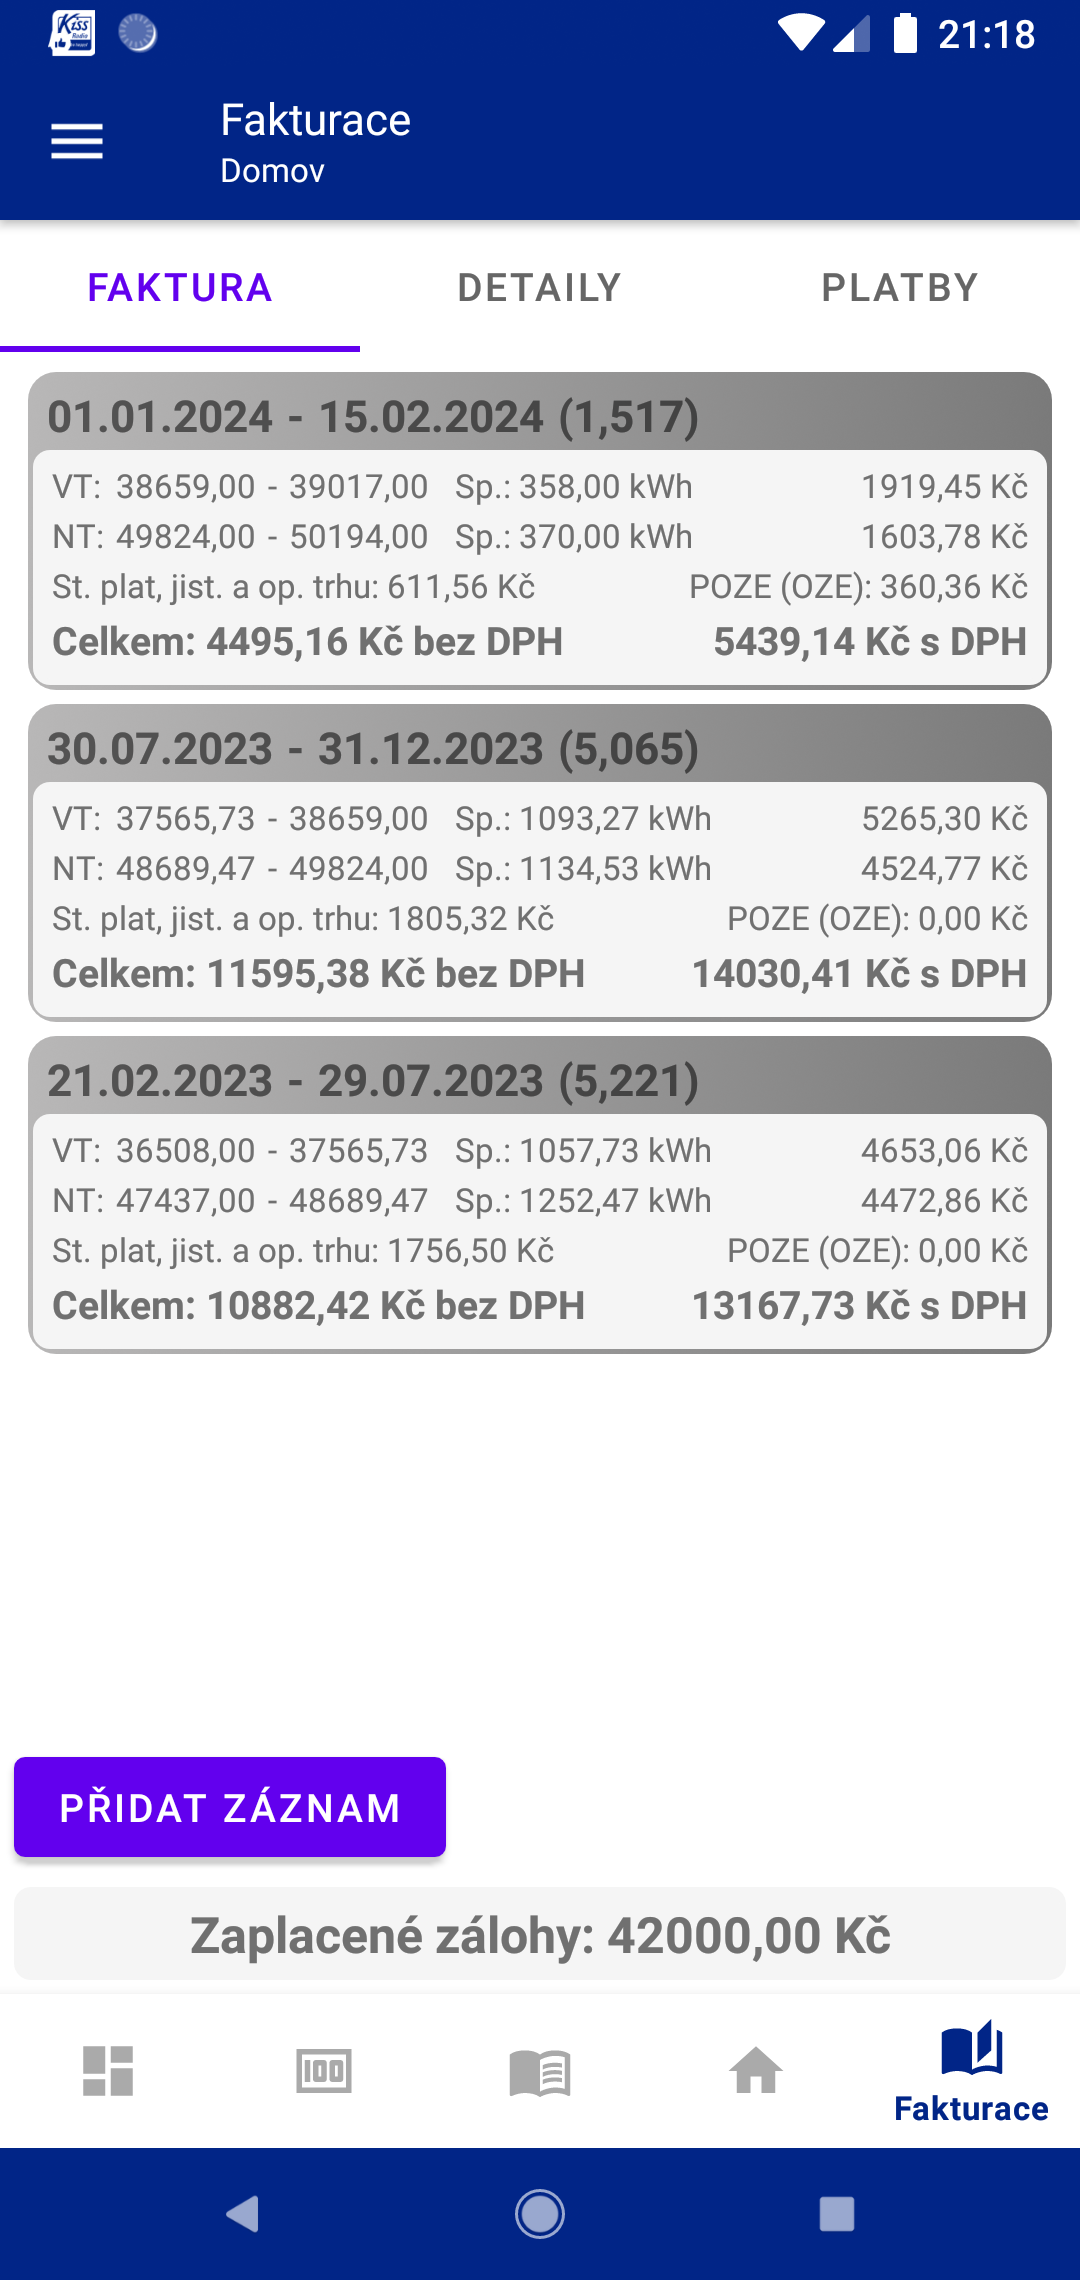 Kiss
Radio
21:18
Fakturace
Domov
FAKTURA DETAILY PLATBY
01.01.2024 - 15.02.2024 (1,517)
VT: 38659,00 - 39017,00 Sp.: 358,00 kWh 1919,45 Kč
NT: 49824,00 - 50194,00 Sp.: 370,00 kWh 1603,78 Kč
St. plat, jist. a op. trhu: 611,56 Kč POZE (OZE): 360,36 Kč
Celkem: 4495,16 Kč bez DPH 5439,14 Kč s DPH
30.07.2023 - 31.12.2023 (5,065)
VT: 37565,73 - 38659,00 Sp.: 1093,27 kWh 5265,30 Kč
NT: 48689,47 - 49824,00 Sp.: 1134,53 kWh 4524,77 Kč
St. plat, jist. a op. trhu: 1805,32 Kč POZE (OZE): 0,00 Kč
Celkem: 11595,38 Kč bez DPH 14030,41 Kč s DPH
21.02.2023 - 29.07.2023 (5,221)
VT: 36508,00 - 37565,73 Sp.: 1057,73 kWh 4653,06 Kč
NT: 47437,00 - 48689,47 Sp.: 1252,47 kWh 4472,86 Kč
St. plat, jist. a op. trhu: 1756,50 Kč POZE (OZE): 0,00 Kč
Celkem: 10882,42 Kč bez DPH 13167,73 Kč s DPH
PŘIDAT ZÁZNAM
Zaplacené zálohy: 42000,00 Kč
100
Fakturace